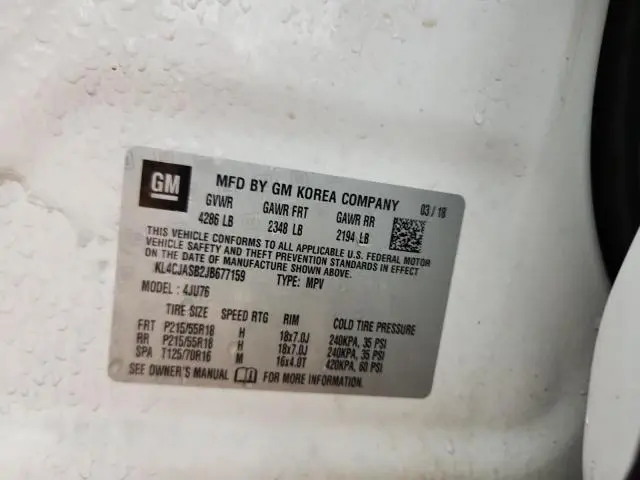 GM MFD BY GM KOREA COMPANY 03/18
GVWR GAWR FRT GAWR RR
4286 LB 2348 LB 2194 LB
THIS VEHICLE CONFORMS TO ALL APPLICABLE U.S. FEDERAL MOTOR
VEHICLE SAFETY AND THEFT PREVENTION STANDARDS IN EFFECT
ON THE DATE OF MANUFACTURE SHOWN ABOVE.
KL4CJASB2JB677159 TYPE: MPV
MODEL: 4JU76
TIRE SIZE SPEED RTG RIM COLD TIRE PRESSURE
FRT P215/55R18 H 18x7.0J 240KPA, 35 PSI
RR P215/55R18 H 18x7.0J 240KPA, 35 PSI
SPA T125/70R16 M 16x4.0T 420KPA, 60 PSI
SEE OWNER'S MANUAL FOR MORE INFORMATION.